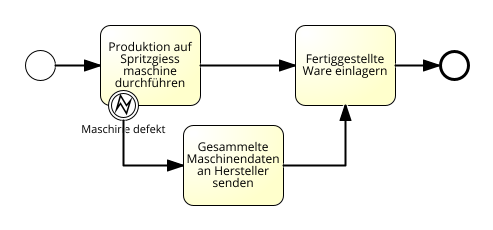 Produktion auf
Spritzgiess
maschine
durchführen
Fertiggestellte
Ware einlagern
Maschine defekt
Gesammelte
Maschinendaten
an Hersteller
senden